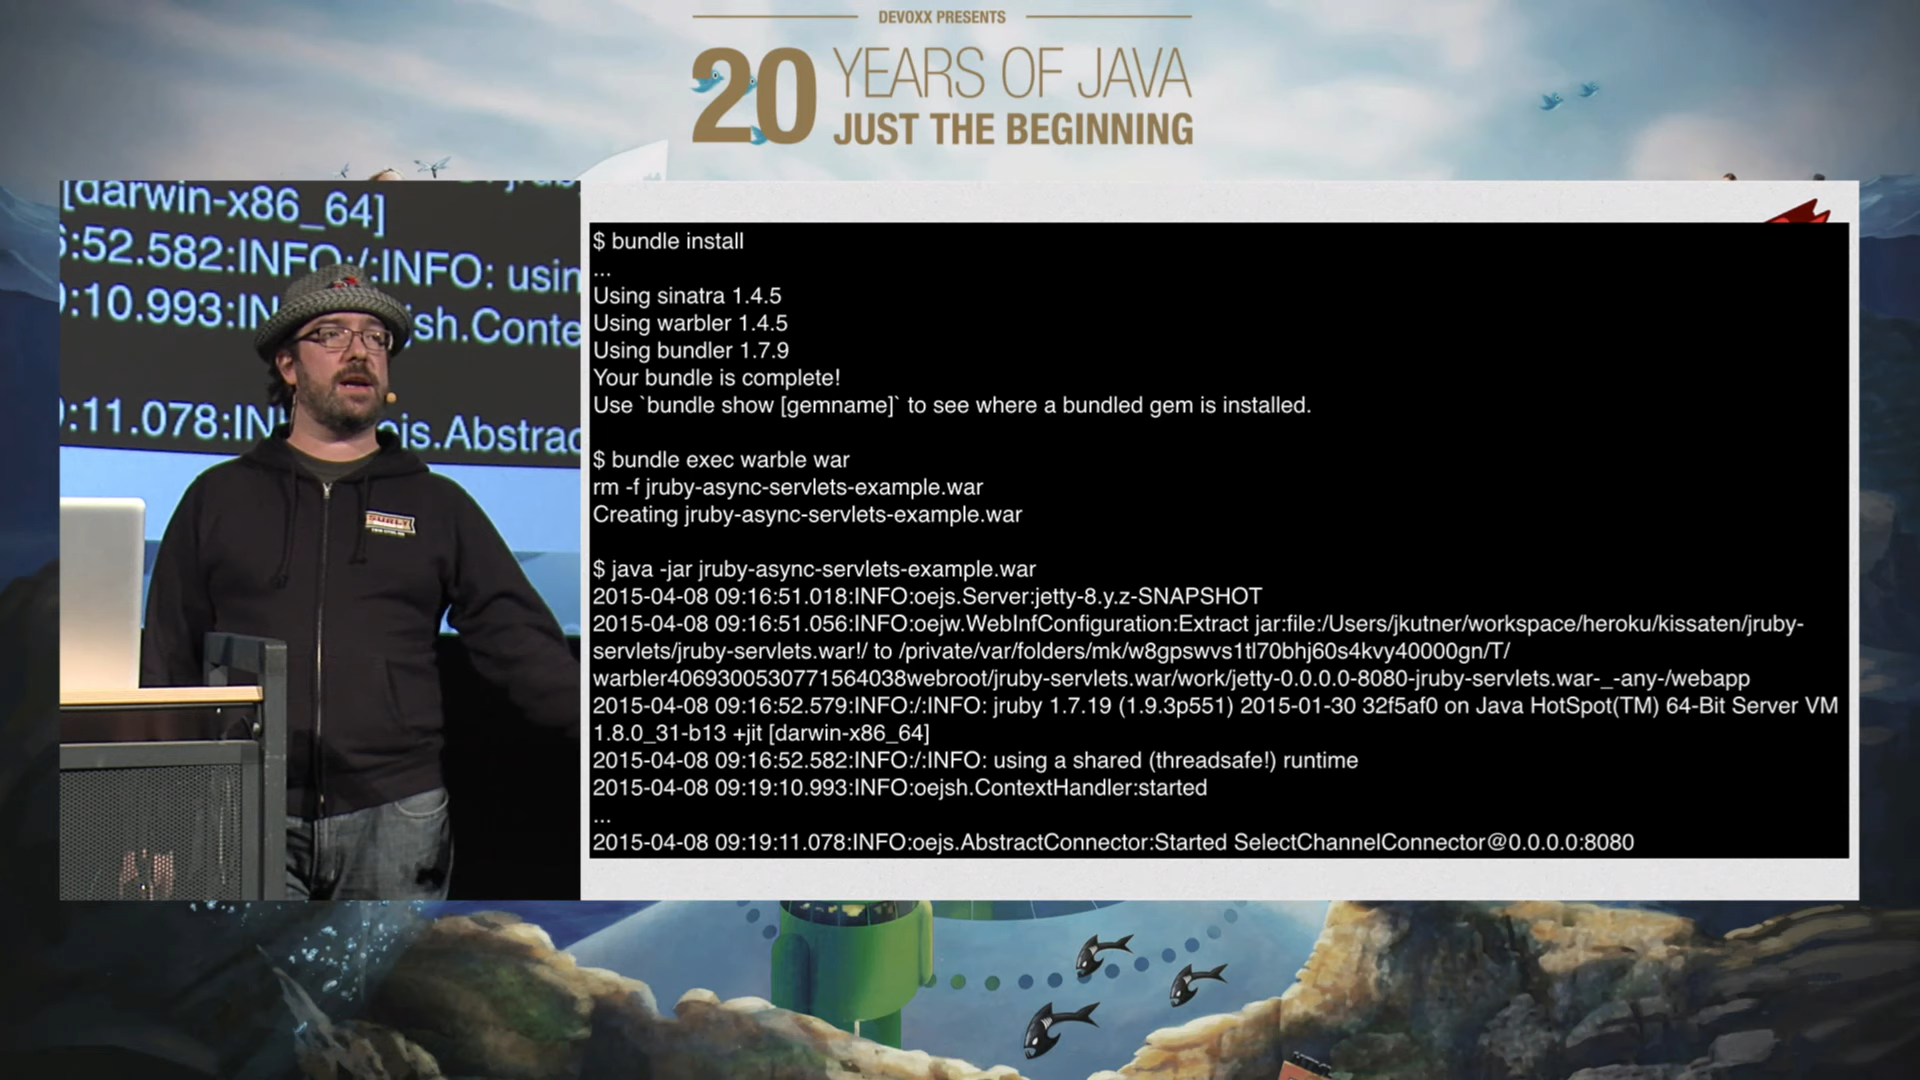 DEVOXX PRESENTS
20 YEARS OF JAVA
JUST THE BEGINNING
[darwin-x86_64]
:52.582:INFO:/:INFO: usin
:10.993:IN
jsh.Conte
:11.078:IN
ejs.Abstrac
$ bundle install
...
Using sinatra 1.4.5
Using warbler 1.4.5
Using bundler 1.7.9
Your bundle is complete!
Use `bundle show [gemname]` to see where a bundled gem is installed.
$ bundle exec warble war
rm -f jruby-async-servlets-example.war
Creating jruby-async-servlets-example.war
$ java -jar jruby-async-servlets-example.war
2015-04-08 09:16:51.018:INFO:oejs.Server:jetty-8.y.z-SNAPSHOT
2015-04-08 09:16:51.056:INFO:oejw.WebInfConfiguration:Extract jar:file:/Users/jkutner/workspace/heroku/kissaten/jruby-
servlets/jruby-servlets.war!/ to /private/var/folders/mk/w8gpswvs1tl70bhj60s4kvy40000gn/T/
warbler4069300530771564038webroot/jruby-servlets.war/work/jetty-0.0.0.0-8080-jruby-servlets.war-_-any-/webapp
2015-04-08 09:16:52.579:INFO:/:INFO: jruby 1.7.19 (1.9.3p551) 2015-01-30 32f5af0 on Java HotSpot(TM) 64-Bit Server VM
1.8.0_31-b13 +jit [darwin-x86_64]
2015-04-08 09:16:52.582:INFO:/:INFO: using a shared (threadsafe!) runtime
2015-04-08 09:19:10.993:INFO:oejsh.ContextHandler:started
...
2015-04-08 09:19:11.078:INFO:oejs.AbstractConnector:Started SelectChannelConnector@0.0.0.0:8080